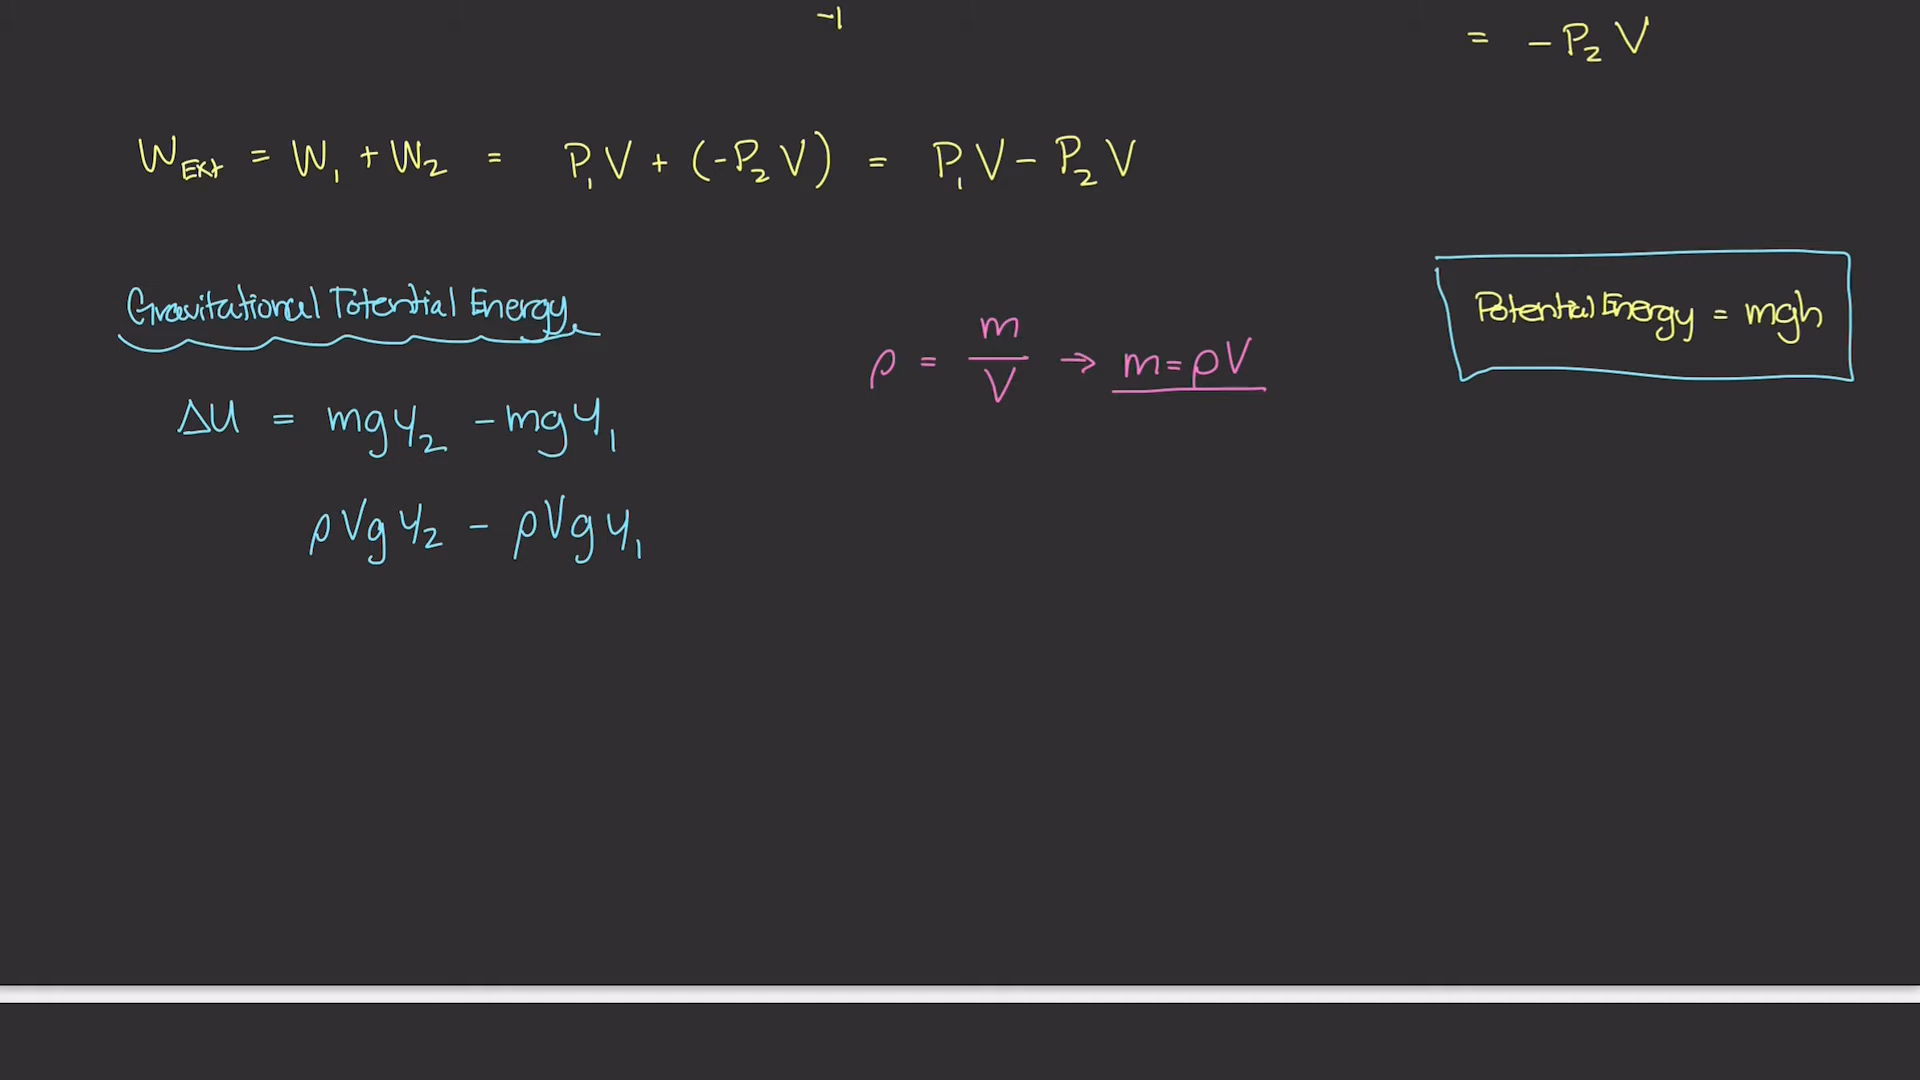 -1
= -P₂ V
W_Ext = W₁ + W₂ = P₁V + (-P₂V) = P₁V - P₂V
Gravitational Potential Energy
Potential Energy = mgh
ρ = m/V → m = ρV
ΔU = mgy₂ - mgy₁
ρVgy₂ - ρVgy₁